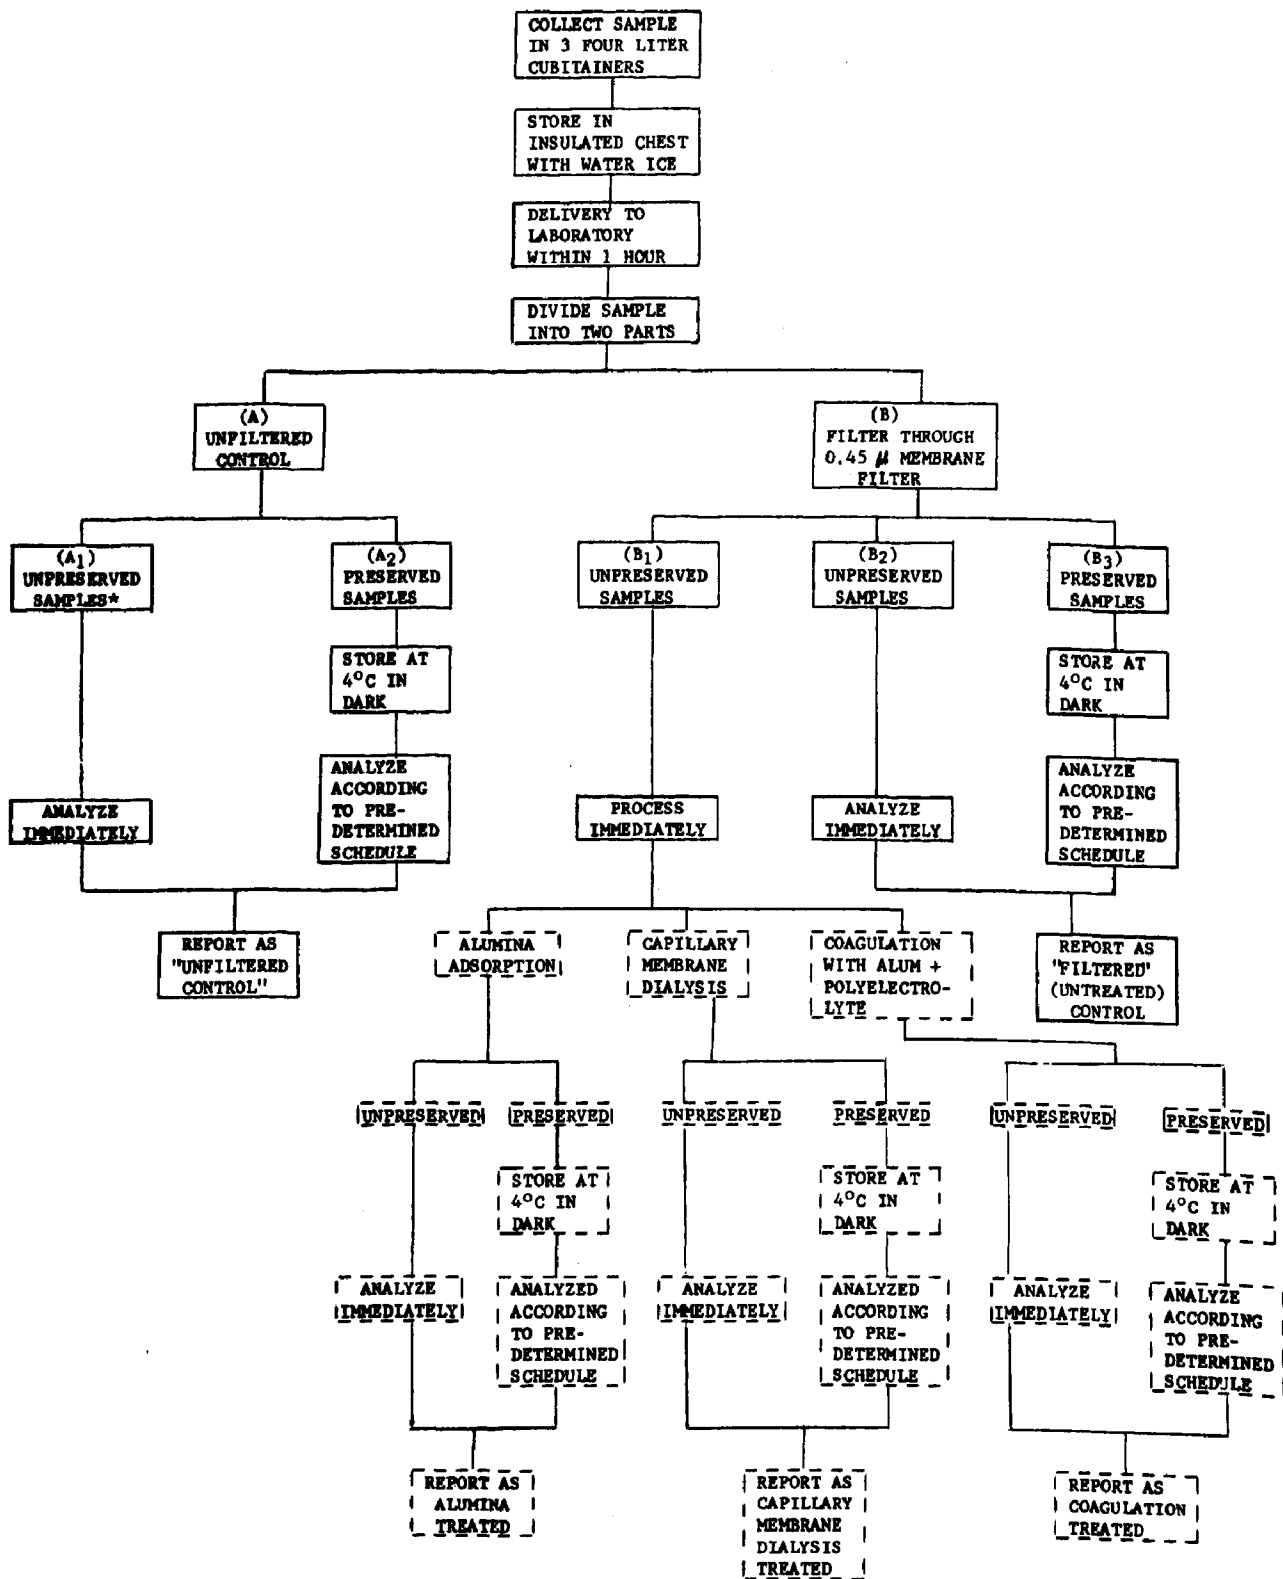 COLLECT SAMPLE
IN 3 FOUR LITER
CUBITAINERS
STORE IN
INSULATED CHEST
WITH WATER ICE
DELIVERY TO
LABORATORY
WITHIN 1 HOUR
DIVIDE SAMPLE
INTO TWO PARTS
(A)
UNFILTERED
CONTROL
(B)
FILTER THROUGH
0.45 μ MEMBRANE
FILTER
(A1)
UNPRESERVED
SAMPLES*
(A2)
PRESERVED
SAMPLES
(B1)
UNPRESERVED
SAMPLES
(B2)
UNPRESERVED
SAMPLES
(B3)
PRESERVED
SAMPLES
STORE AT
4°C IN
DARK
STORE AT
4°C IN
DARK
ANALYZE
IMMEDIATELY
ANALYZE
ACCORDING
TO PRE-
DETERMINED
SCHEDULE
PROCESS
IMMEDIATELY
ANALYZE
IMMEDIATELY
ANALYZE
ACCORDING
TO PRE-
DETERMINED
SCHEDULE
REPORT AS
"UNFILTERED
CONTROL"
ALUMINA
ADSORPTION
CAPILLARY
MEMBRANE
DIALYSIS
COAGULATION
WITH ALUM +
POLYELECTRO-
LYTE
REPORT AS
"FILTERED"
(UNTREATED)
CONTROL
UNPRESERVED
PRESERVED
UNPRESERVED
PRESERVED
UNPRESERVED
PRESERVED
STORE AT
4°C IN
DARK
STORE AT
4°C IN
DARK
STORE AT
4°C IN
DARK
ANALYZE
IMMEDIATELY
ANALYZED
ACCORDING
TO PRE-
DETERMINED
SCHEDULE
ANALYZE
IMMEDIATELY
ANALYZED
ACCORDING
TO PRE-
DETERMINED
SCHEDULE
ANALYZE
IMMEDIATELY
ANALYZE
ACCORDING
TO PRE-
DETERMINED
SCHEDULE
REPORT AS
ALUMINA
TREATED
REPORT AS
CAPILLARY
MEMBRANE
DIALYSIS
TREATED
REPORT AS
COAGULATION
TREATED